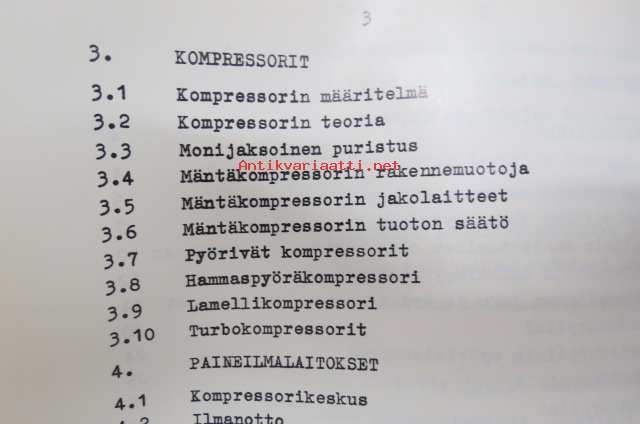 3
3. KOMPRESSORIT
3.1 Kompressorin määritelmä
3.2 Kompressorin teoria
3.3 Monijaksoinen puristus
Antikvariaatti.net
3.4 Mäntäkompressorin rakennemuotoja
3.5 Mäntäkompressorin jakolaitteet
3.6 Mäntäkompressorin tuoton säätö
3.7 Pyörivät kompressorit
3.8 Hammaspyöräkompressori
3.9 Lamellikompressori
3.10 Turbokompressorit
4. PAINEILMALAITOKSET
4.1 Kompressorikeskus
4.2 Ilmanotto